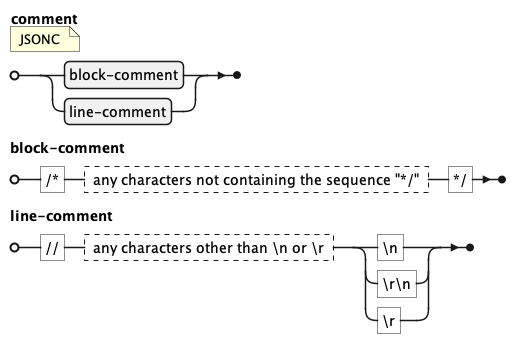 comment
JSONC
block-comment
line-comment
block-comment
/* any characters not containing the sequence "*/" */
line-comment
// any characters other than \n or \r \n
\r\n
\r